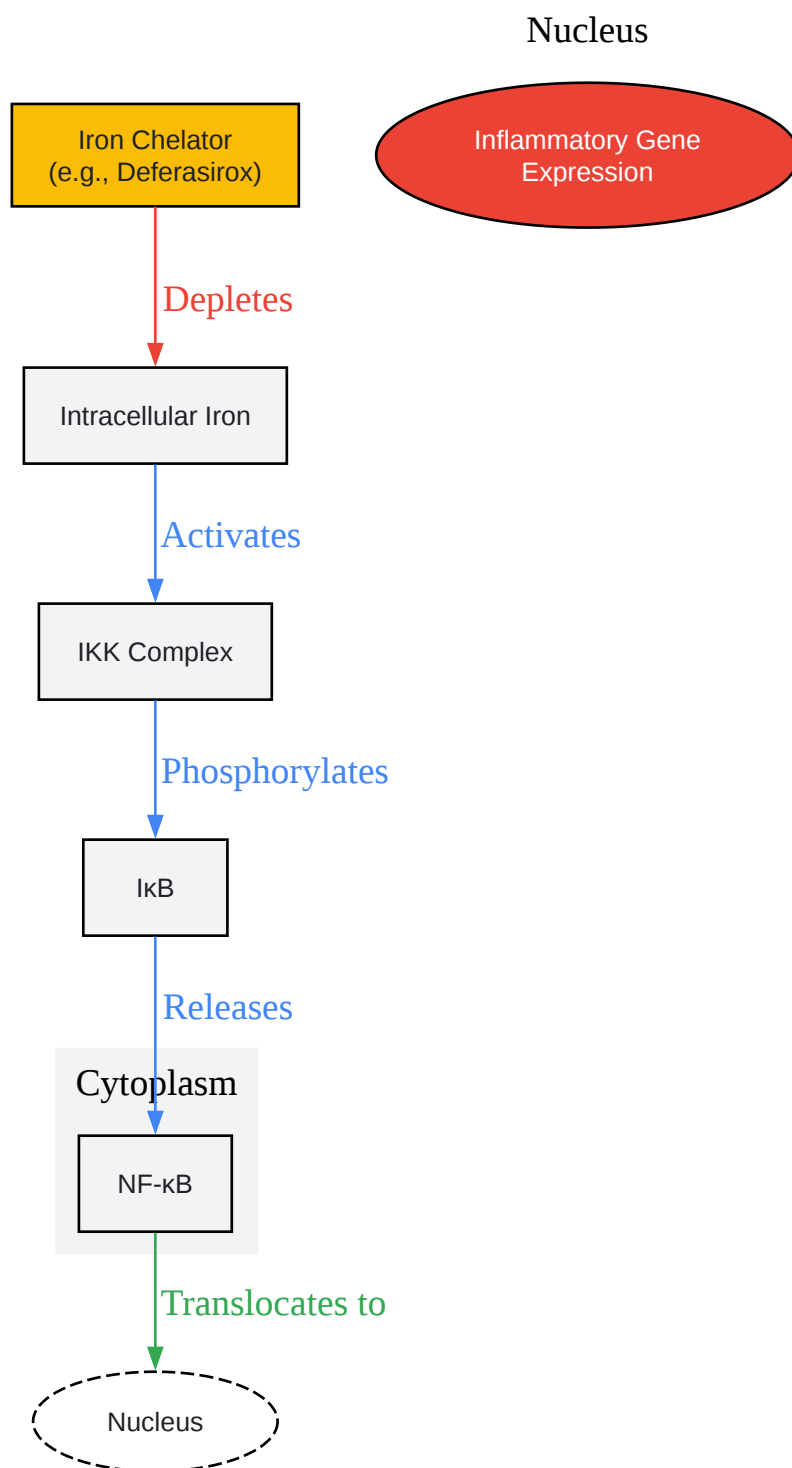 Nucleus
Iron Chelator
(e.g., Deferasirox)
Inflammatory Gene
Expression
Depletes
Intracellular Iron
Activates
IKK Complex
Phosphorylates
IκB
Releases
Cytoplasm
NF-κB
Translocates to
Nucleus